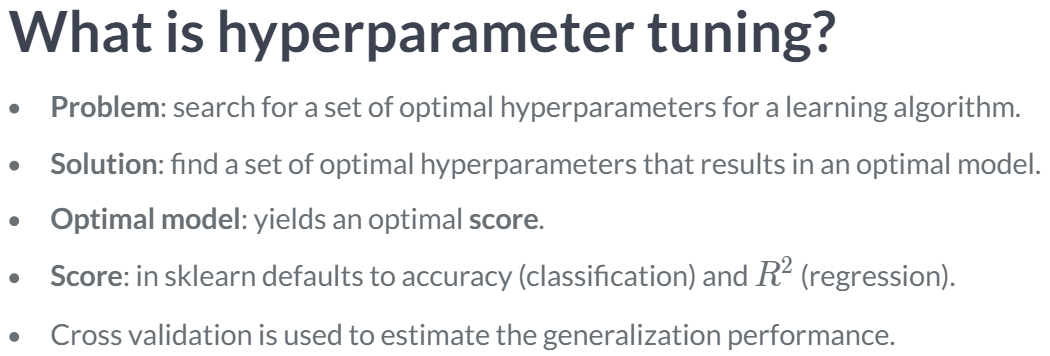 What is hyperparameter tuning?
• Problem: search for a set of optimal hyperparameters for a learning algorithm.
• Solution: find a set of optimal hyperparameters that results in an optimal model.
• Optimal model: yields an optimal score.
• Score: in sklearn defaults to accuracy (classification) and R² (regression).
• Cross validation is used to estimate the generalization performance.